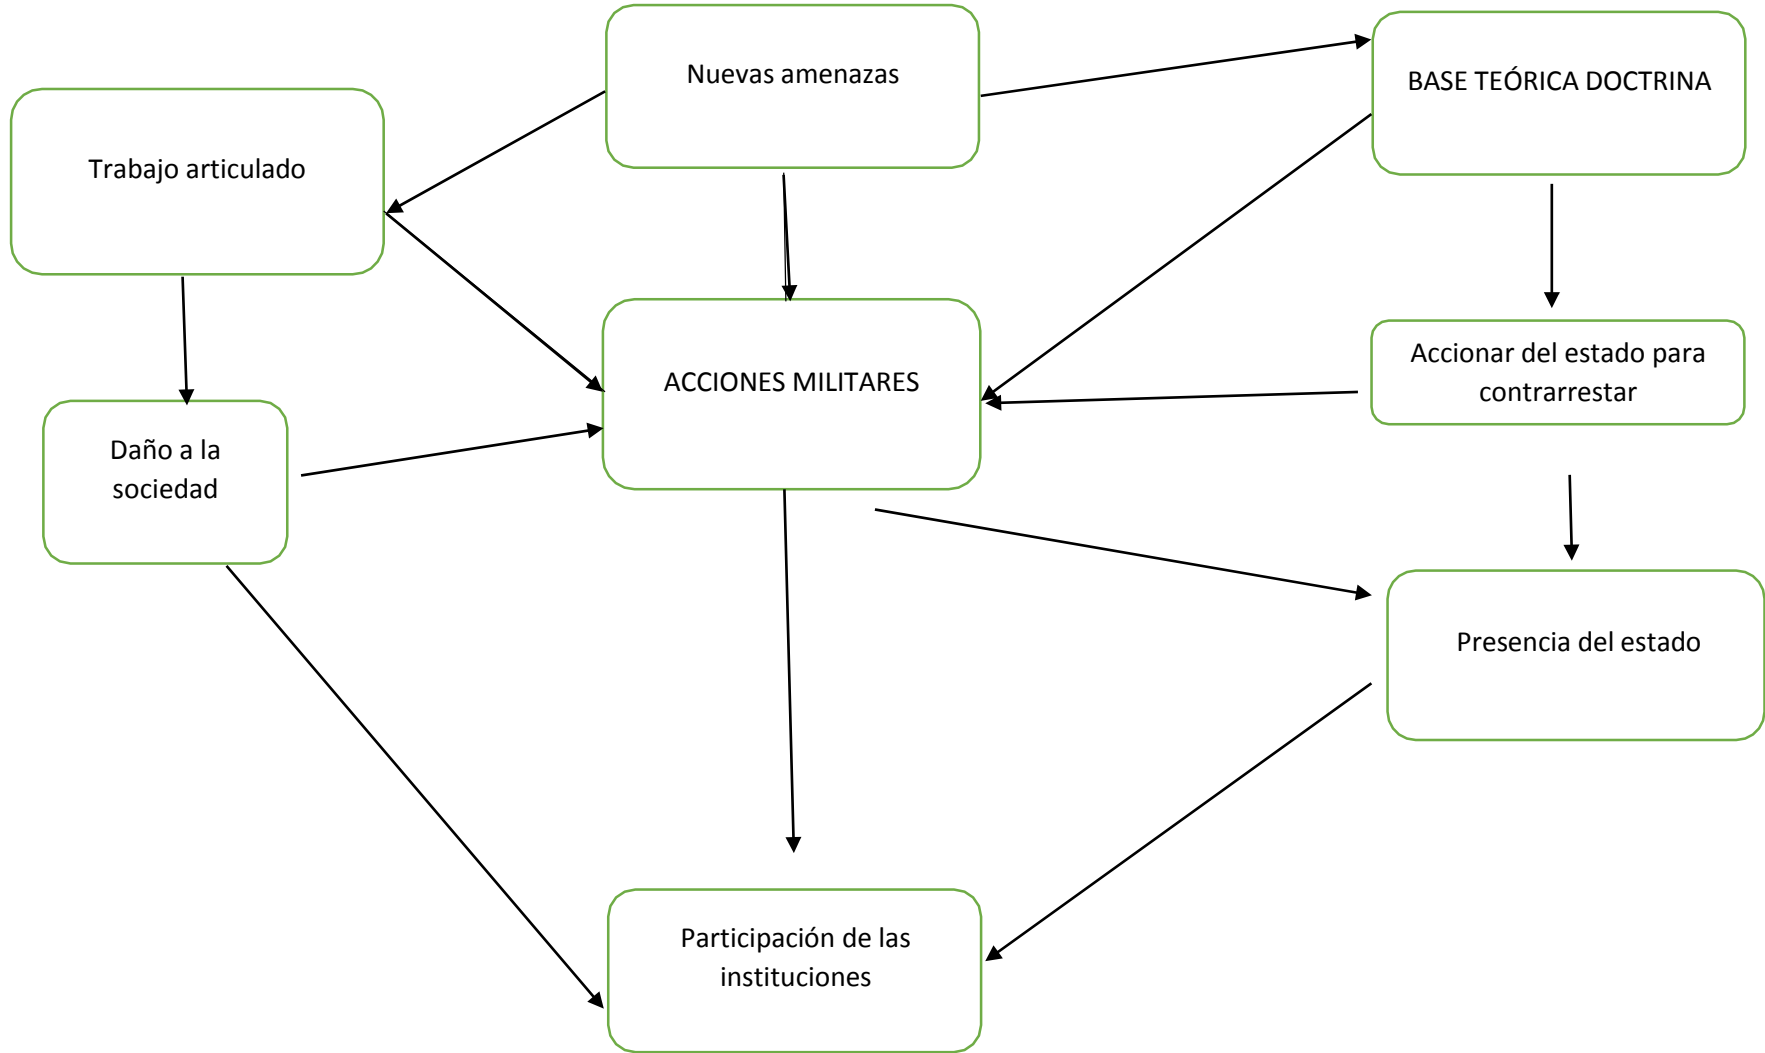 Nuevas amenazas
BASE TEÓRICA DOCTRINA
Trabajo articulado
ACCIONES MILITARES
Accionar del estado para
contrarrestar
Daño a la
sociedad
Presencia del estado
Participación de las
instituciones